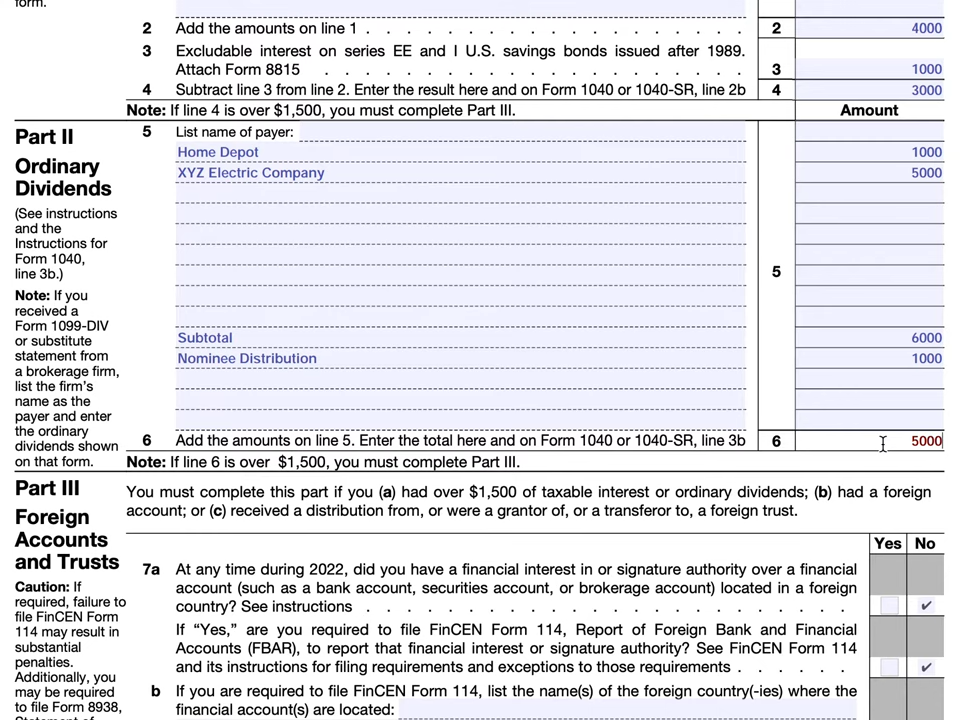 form.
2 Add the amounts on line 1 . . . . . . . . . . . . . . . . . . 2 4000
3 Excludable interest on series EE and I U.S. savings bonds issued after 1989.
Attach Form 8815 . . . . . . . . . . . . . . . . . . . . 3 1000
4 Subtract line 3 from line 2. Enter the result here and on Form 1040 or 1040-SR, line 2b 4 3000
Note: If line 4 is over $1,500, you must complete Part III. Amount
Part II
Ordinary
Dividends
(See instructions
and the
Instructions for
Form 1040,
line 3b.)
Note: If you
received a
Form 1099-DIV
or substitute
statement from
a brokerage firm,
list the firm's
name as the
payer and enter
the ordinary
dividends shown
on that form.
5 List name of payer:
Home Depot 1000
XYZ Electric Company 5000
5
Subtotal 6000
Nominee Distribution 1000
6 Add the amounts on line 5. Enter the total here and on Form 1040 or 1040-SR, line 3b 6 5000
Note: If line 6 is over $1,500, you must complete Part III.
Part III
Foreign
Accounts
and Trusts
Caution: If
required, failure to
file FinCEN Form
114 may result in
substantial
penalties.
Additionally, you
may be required
to file Form 8938,
You must complete this part if you (a) had over $1,500 of taxable interest or ordinary dividends; (b) had a foreign
account; or (c) received a distribution from, or were a grantor of, or a transferor to, a foreign trust.
Yes No
7a At any time during 2022, did you have a financial interest in or signature authority over a financial
account (such as a bank account, securities account, or brokerage account) located in a foreign
country? See instructions . . . . . . . . . . . . . . . . . . . . . . ✔
If “Yes,” are you required to file FinCEN Form 114, Report of Foreign Bank and Financial
Accounts (FBAR), to report that financial interest or signature authority? See FinCEN Form 114
and its instructions for filing requirements and exceptions to those requirements . . . . . . ✔
b If you are required to file FinCEN Form 114, list the name(s) of the foreign country(-ies) where the
financial account(s) are located: